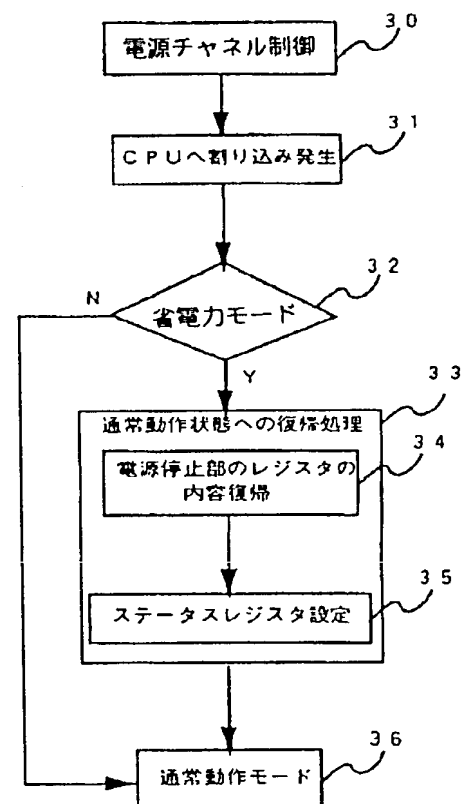 30
電源チャネル制御
31
CPUへ割り込み発生
32
省電力モード
N
Y
33
通常動作状態への復帰処理
34
電源停止部のレジスタの
内容復帰
35
ステータスレジスタ設定
36
通常動作モード